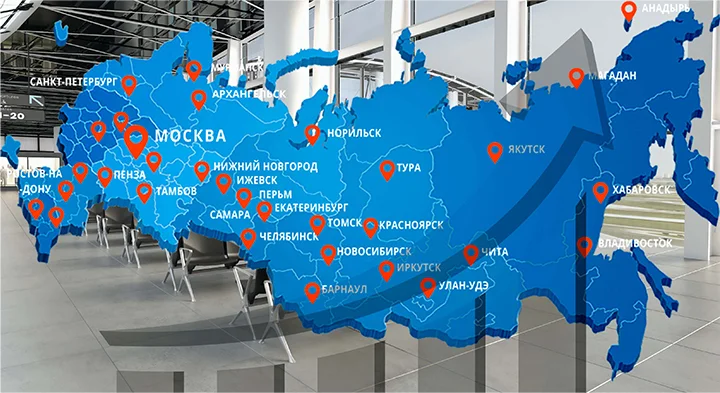 АНАДЫРЬ
МУРМАНСК
САНКТ-ПЕТЕРБУРГ
МАГАДАН
АРХАНГЕЛЬСК
-20
МОСКВА
НОРИЛЬСК
ЯКУТСК
НИЖНИЙ НОВГОРОД
ТУРА
РОСТОВ-НА
-ДОНУ
ПЕНЗА
ИЖЕВСК
ТАМБОВ
ПЕРЬМ
ХАБАРОВСК
ЕКАТЕРИНБУРГ
САМАРА
ТОМСК
КРАСНОЯРСК
ЧЕЛЯБИНСК
ВЛАДИВОСТОК
НОВОСИБИРСК
ЧИТА
ИРКУТСК
УЛАН-УДЭ
БАРНАУЛ